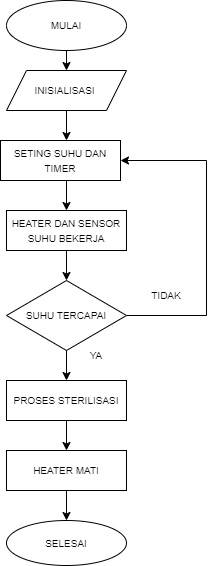 MULAI
INISIALISASI
SETING SUHU DAN
TIMER
HEATER DAN SENSOR
SUHU BEKERJA
SUHU TERCAPAI
TIDAK
YA
PROSES STERILISASI
HEATER MATI
SELESAI